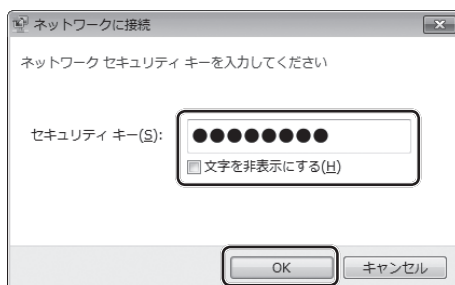 ネットワークに接続
ネットワーク セキュリティ キーを入力してください
セキュリティ キー(S): ●●●●●●●●
文字を非表示にする(H)
OK キャンセル